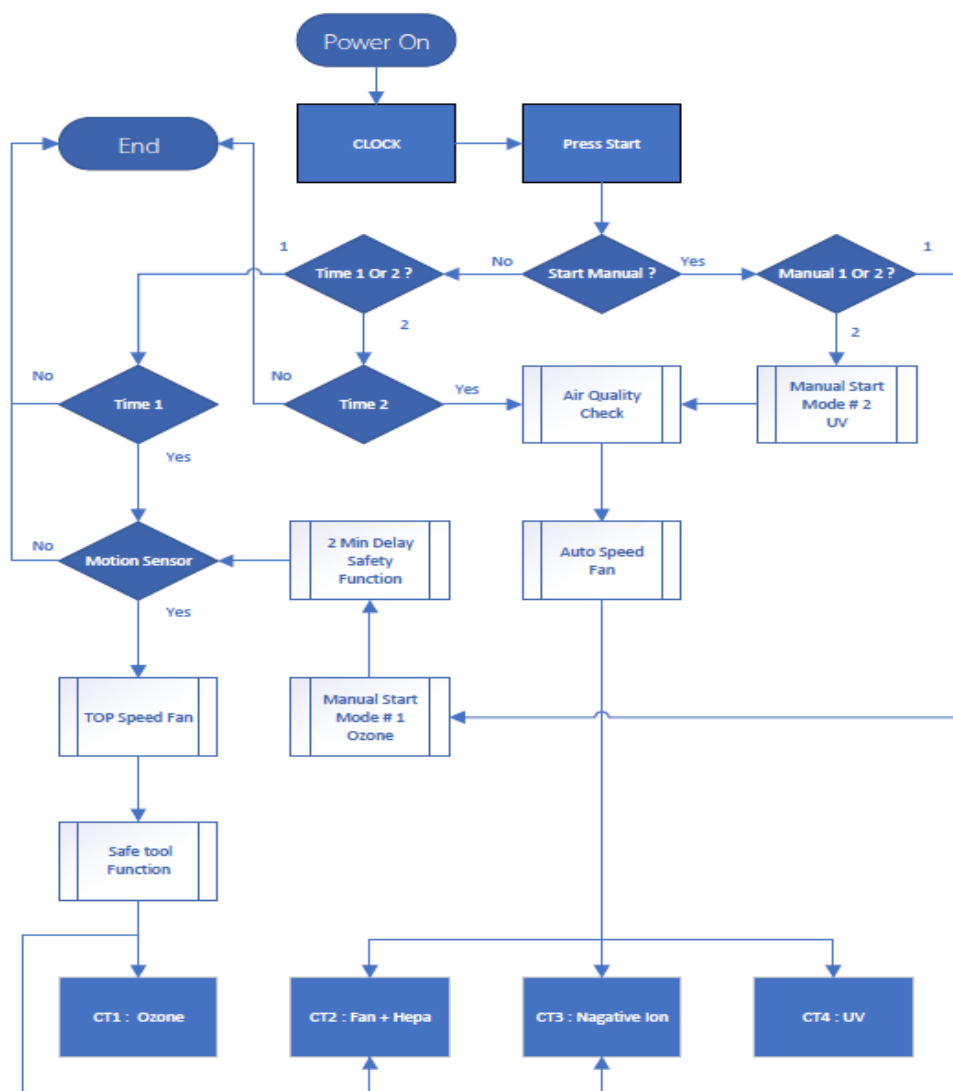 Power On
End
CLOCK
Press Start
1
Time 1 Or 2 ?
No
Start Manual ?
Yes
Manual 1 Or 2 ?
1
2
2
No
Time 1
No
Time 2
Yes
Air Quality
Check
Manual Start
Mode # 2
UV
Yes
No
Motion Sensor
2 Min Delay
Safety
Function
Auto Speed
Fan
Yes
TOP Speed Fan
Manual Start
Mode # 1
Ozone
Safe tool
Function
CT1 : Ozone
CT2 : Fan + Hepa
CT3 : Nagative Ion
CT4 : UV